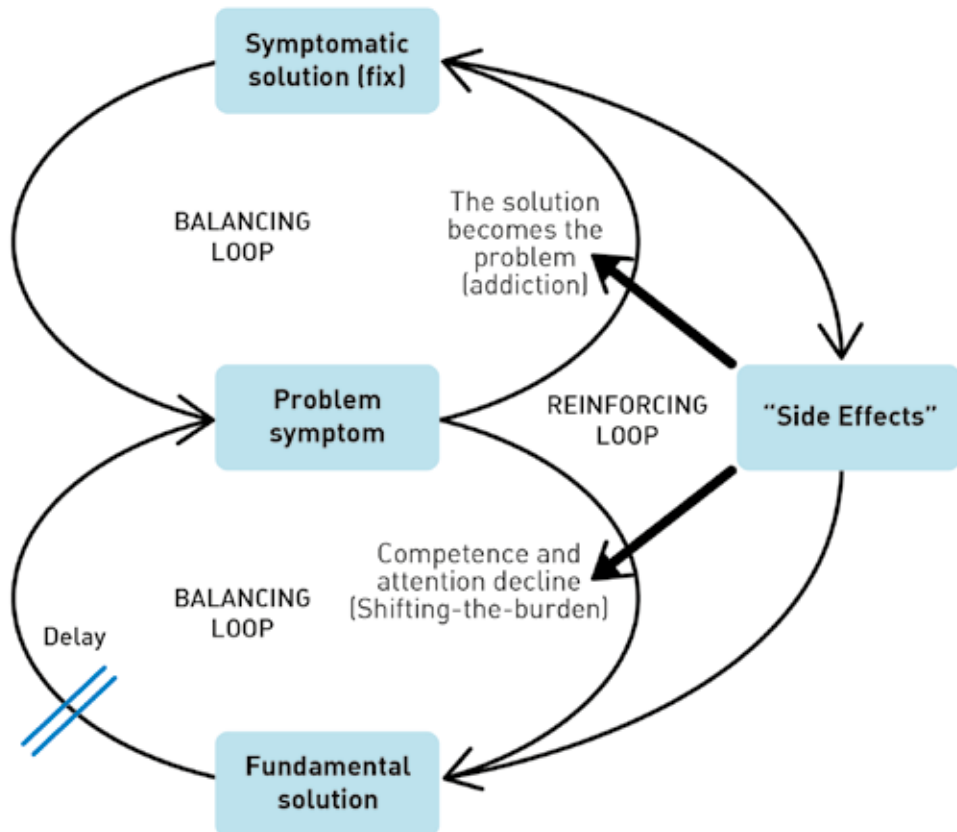 Symptomatic
solution (fix)
The solution
becomes the
problem
(addiction)
BALANCING
LOOP
Problem
symptom
REINFORCING
LOOP
“Side Effects”
Competence and
attention decline
(Shifting-the-burden)
BALANCING
LOOP
Delay
Fundamental
solution